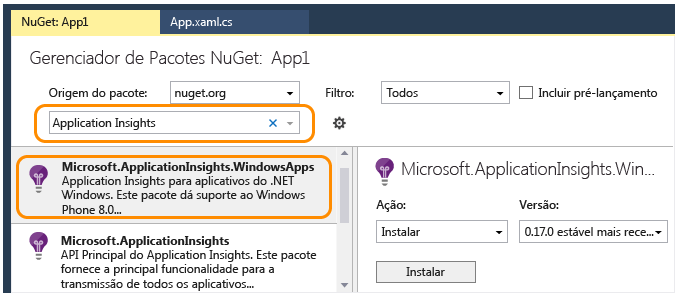 NuGet: App1
App.xaml.cs
Gerenciador de Pacotes NuGet: App1
Origem do pacote:
nuget.org
Filtro:
Todos
Incluir pré-lançamento
Application Insights
Microsoft.ApplicationInsights.WindowsApps
Application Insights para aplicativos do .NET
Windows. Este pacote dá suporte ao Windows
Phone 8.0...
Microsoft.ApplicationInsights
API Principal do Application Insights. Este pacote
fornece a principal funcionalidade para a
transmissão de todos os aplicativos...
Microsoft.ApplicationInsights.Win...
Ação:
Versão:
Instalar
0.17.0 estável mais rece...
Instalar